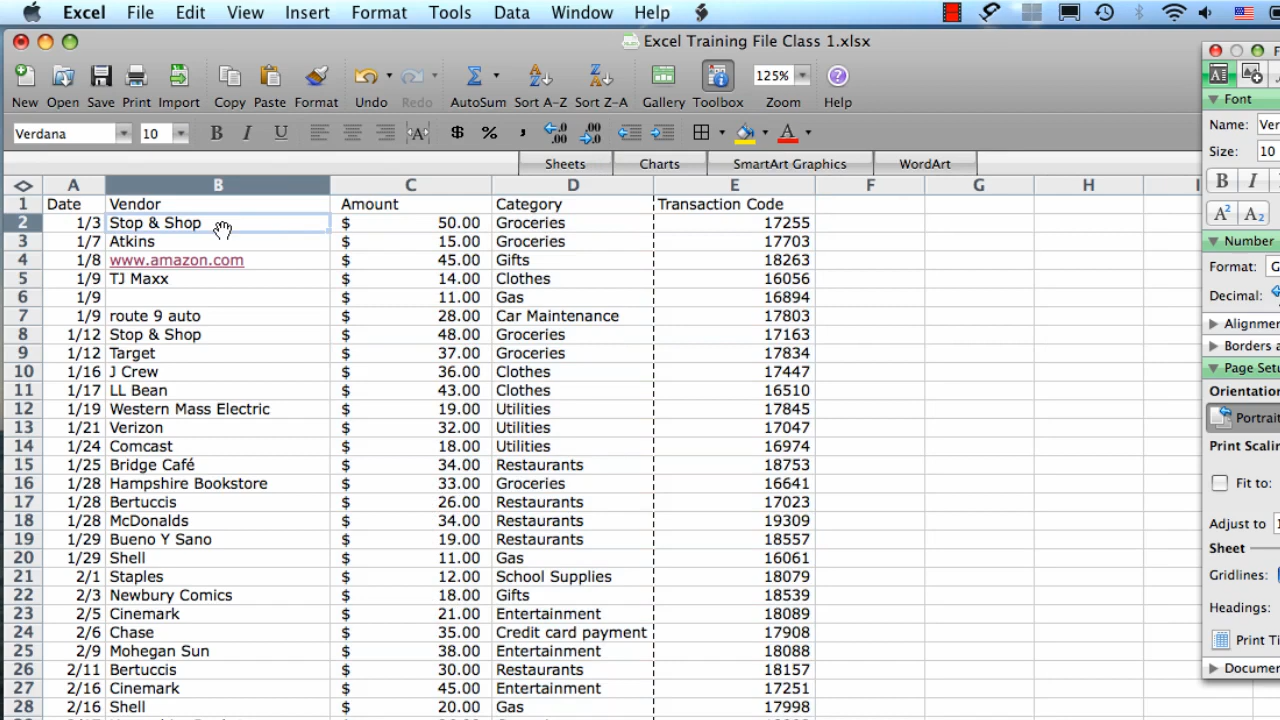 Excel File Edit View Insert Format Tools Data Window Help
Excel Training File Class 1.xlsx
125%
New Open Save Print Import Copy Paste Format Undo Redo AutoSum Sort A-Z Sort Z-A Gallery Toolbox Zoom Help
Verdana 10 B I U $ %
Sheets Charts SmartArt Graphics WordArt
Font
Name: Ver
Size: 10
B I
A² A₂
Number
Format: G
Decimal:
Alignmen
Borders a
Page Setu
Orientation
Portrait
Print Scalin
Fit to:
Adjust to 1
Sheet
Gridlines:
Headings:
Print Ti
Docume
A B C D E F G H I
1 Date Vendor Amount Category Transaction Code
2 1/3 Stop & Shop $ 50.00 Groceries 17255
3 1/7 Atkins $ 15.00 Groceries 17703
4 1/8 www.amazon.com $ 45.00 Gifts 18263
5 1/9 TJ Maxx $ 14.00 Clothes 16056
6 1/9 $ 11.00 Gas 16894
7 1/9 route 9 auto $ 28.00 Car Maintenance 17803
8 1/12 Stop & Shop $ 48.00 Groceries 17163
9 1/12 Target $ 37.00 Groceries 17834
10 1/16 J Crew $ 36.00 Clothes 17447
11 1/17 LL Bean $ 43.00 Clothes 16510
12 1/19 Western Mass Electric $ 19.00 Utilities 17845
13 1/21 Verizon $ 32.00 Utilities 17047
14 1/24 Comcast $ 18.00 Utilities 16974
15 1/25 Bridge Café $ 34.00 Restaurants 18753
16 1/28 Hampshire Bookstore $ 33.00 Groceries 16641
17 1/28 Bertuccis $ 26.00 Restaurants 17023
18 1/28 McDonalds $ 34.00 Restaurants 19309
19 1/29 Bueno Y Sano $ 19.00 Restaurants 18557
20 1/29 Shell $ 11.00 Gas 16061
21 2/1 Staples $ 12.00 School Supplies 18079
22 2/3 Newbury Comics $ 18.00 Gifts 18539
23 2/5 Cinemark $ 21.00 Entertainment 18089
24 2/6 Chase $ 35.00 Credit card payment 17908
25 2/9 Mohegan Sun $ 38.00 Entertainment 18088
26 2/11 Bertuccis $ 30.00 Restaurants 18157
27 2/16 Cinemark $ 45.00 Entertainment 17251
28 2/16 Shell $ 20.00 Gas 17998